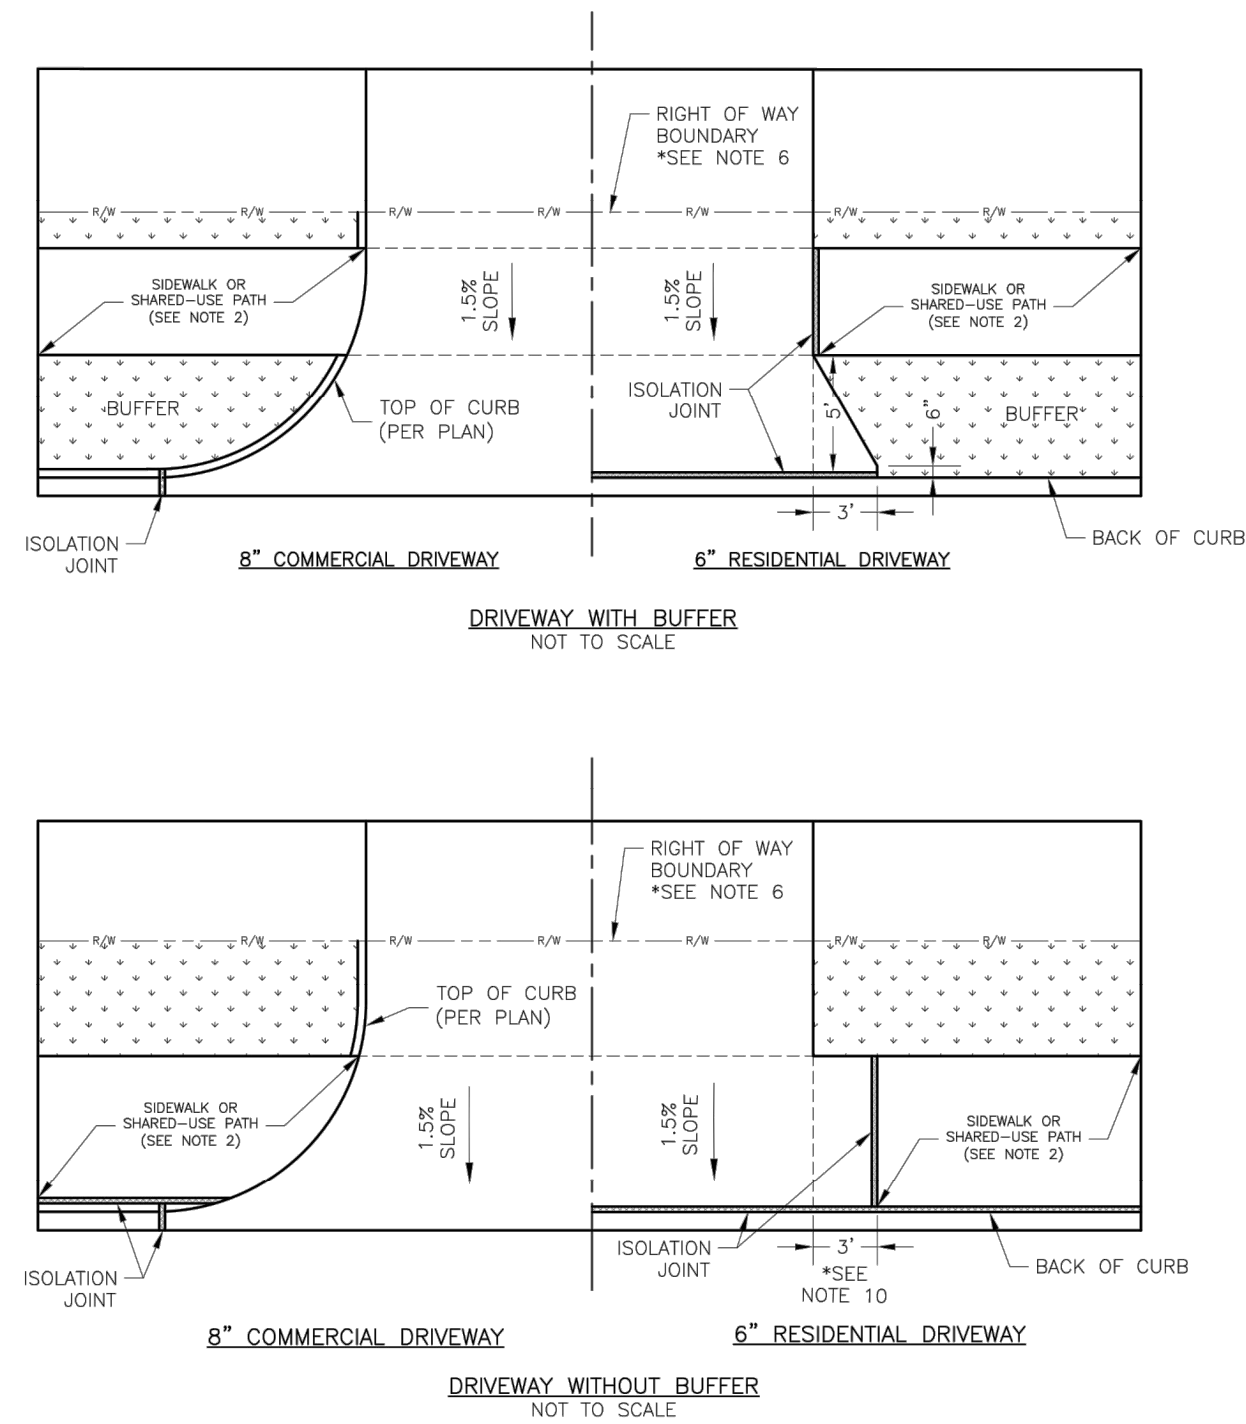 RIGHT OF WAY
BOUNDARY
*SEE NOTE 6
R/W
R/W
R/W
R/W
R/W
R/W
R/W
SIDEWALK OR
SHARED-USE PATH
(SEE NOTE 2)
1.5%
SLOPE
1.5%
SLOPE
SIDEWALK OR
SHARED-USE PATH
(SEE NOTE 2)
BUFFER
TOP OF CURB
(PER PLAN)
ISOLATION
JOINT
5'
6"
BUFFER
3'
ISOLATION
JOINT
BACK OF CURB
8" COMMERCIAL DRIVEWAY
6" RESIDENTIAL DRIVEWAY
DRIVEWAY WITH BUFFER
NOT TO SCALE
RIGHT OF WAY
BOUNDARY
*SEE NOTE 6
R/W
R/W
R/W
R/W
R/W
R/W
R/W
TOP OF CURB
(PER PLAN)
SIDEWALK OR
SHARED-USE PATH
(SEE NOTE 2)
1.5%
SLOPE
1.5%
SLOPE
SIDEWALK OR
SHARED-USE PATH
(SEE NOTE 2)
ISOLATION
JOINT
ISOLATION
JOINT
3'
*SEE
NOTE 10
BACK OF CURB
8" COMMERCIAL DRIVEWAY
6" RESIDENTIAL DRIVEWAY
DRIVEWAY WITHOUT BUFFER
NOT TO SCALE